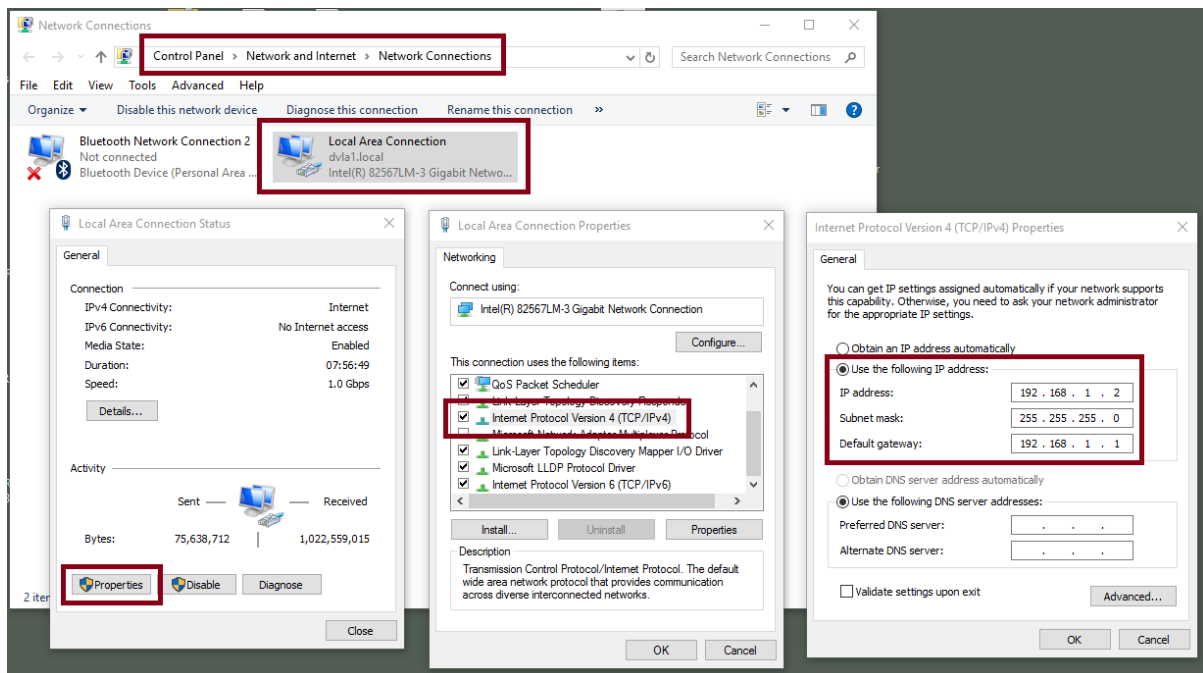 Network Connections
Control Panel > Network and Internet > Network Connections
Search Network Connections
File Edit View Tools Advanced Help
Organize Disable this network device Diagnose this connection Rename this connection »
Bluetooth Network Connection 2
Not connected
Bluetooth Device (Personal Area ...
Local Area Connection
dvla1.local
Intel(R) 82567LM-3 Gigabit Netwo...
2 iter
Local Area Connection Status
General
Connection
IPv4 Connectivity: Internet
IPv6 Connectivity: No Internet access
Media State: Enabled
Duration: 07:56:49
Speed: 1.0 Gbps
Details...
Activity
Sent Received
Bytes: 75,638,712 1,022,559,015
Properties Disable Diagnose
Close
Local Area Connection Properties
Networking
Connect using:
Intel(R) 82567LM-3 Gigabit Network Connection
Configure...
This connection uses the following items:
QoS Packet Scheduler
Link-Layer Topology Discovery Responder
Internet Protocol Version 4 (TCP/IPv4)
Microsoft Network Adapter Multiplexor Protocol
Link-Layer Topology Discovery Mapper I/O Driver
Microsoft LLDP Protocol Driver
Internet Protocol Version 6 (TCP/IPv6)
Install... Uninstall Properties
Description
Transmission Control Protocol/Internet Protocol. The default
wide area network protocol that provides communication
across diverse interconnected networks.
OK Cancel
Internet Protocol Version 4 (TCP/IPv4) Properties
General
You can get IP settings assigned automatically if your network supports
this capability. Otherwise, you need to ask your network administrator
for the appropriate IP settings.
Obtain an IP address automatically
Use the following IP address:
IP address: 192 . 168 . 1 . 2
Subnet mask: 255 . 255 . 255 . 0
Default gateway: 192 . 168 . 1 . 1
Obtain DNS server address automatically
Use the following DNS server addresses:
Preferred DNS server: . . .
Alternate DNS server: . . .
Validate settings upon exit
Advanced...
OK Cancel